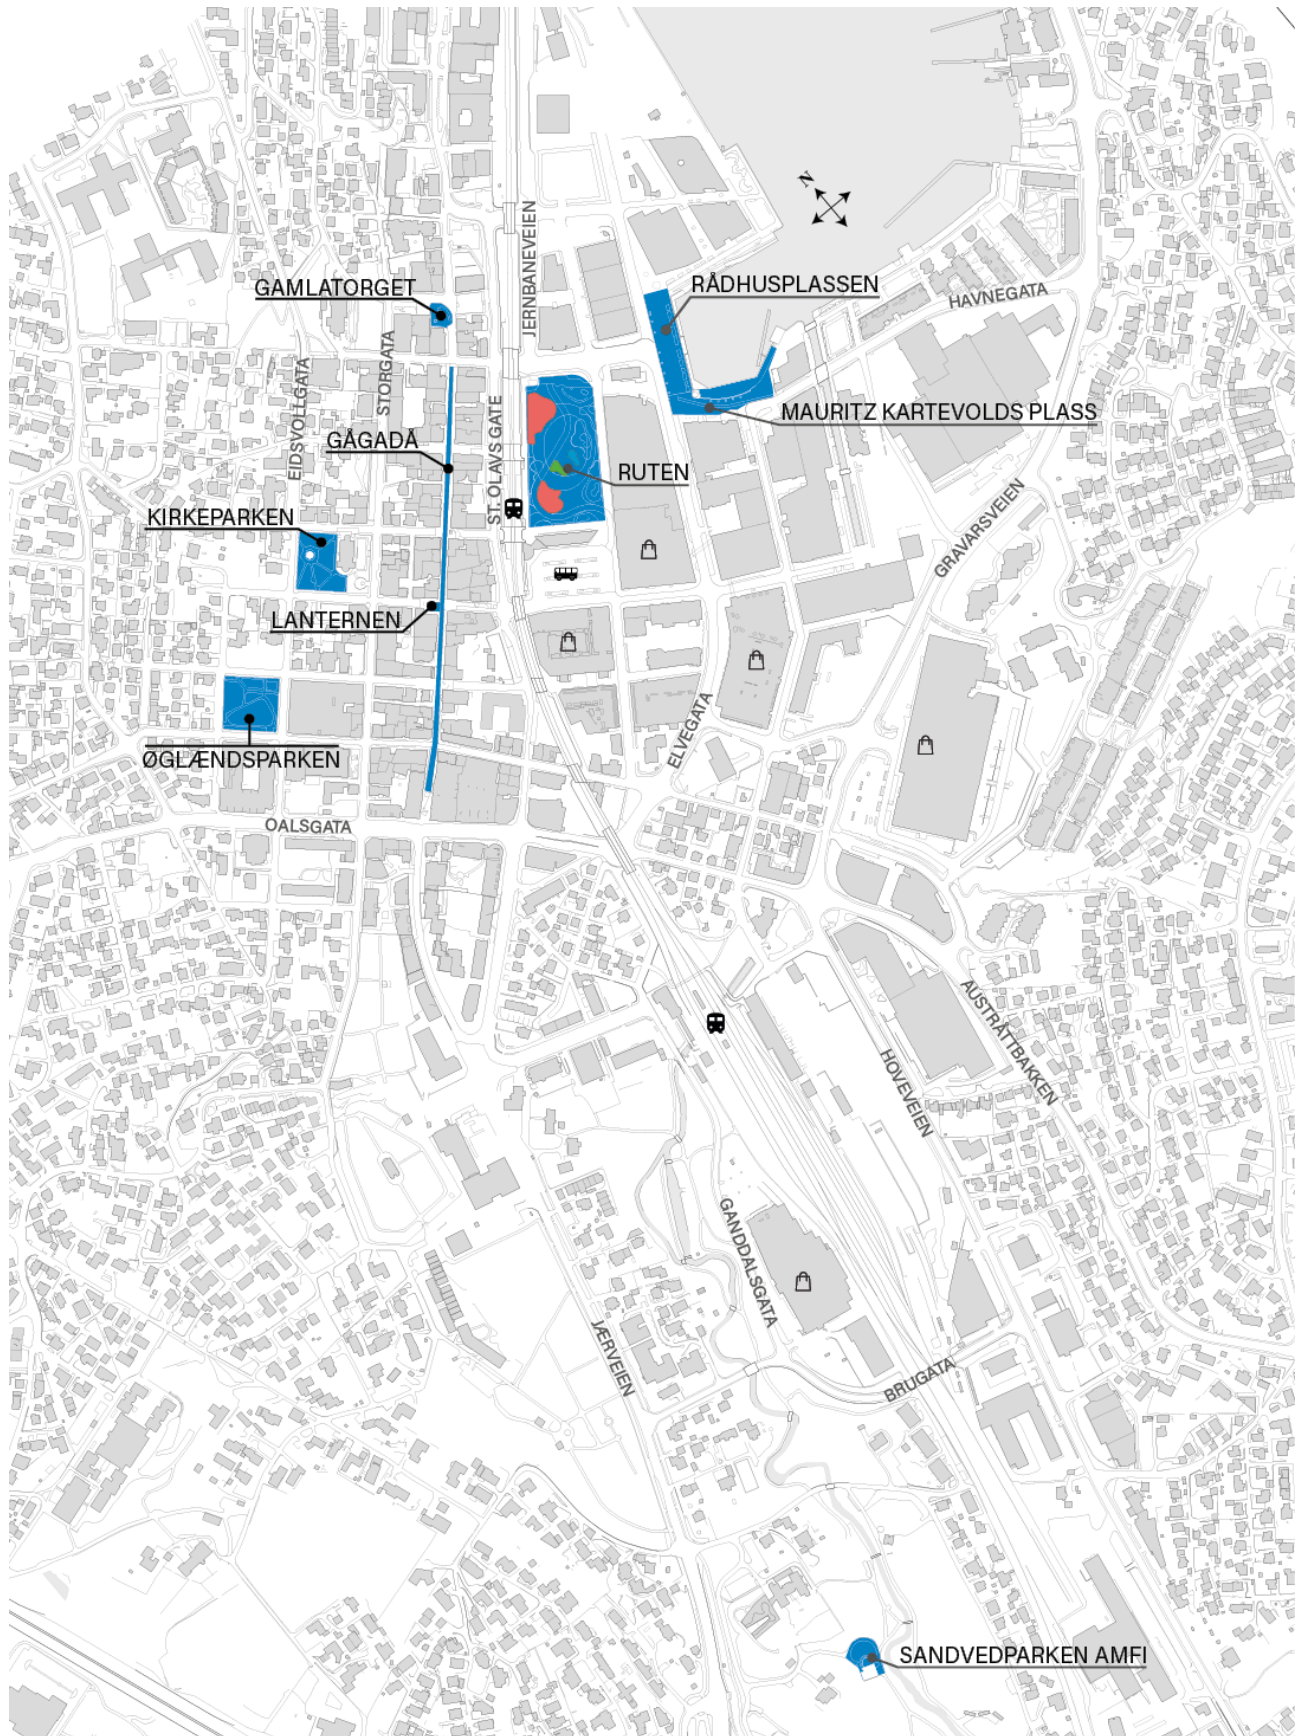 N
GAMLATORGET
RÅDHUSPLASSEN
HAVNEGATA
JERNBANEVEIEN
STORGATA
EIDSVOLLGATA
MAURITZ KARTEVOLDS PLASS
GÅGADÅ
ST. OLAVS GATE
RUTEN
KIRKEPARKEN
GRAVARSVEIEN
LANTERNEN
ELVEGATA
ØGLÆNDSPARKEN
OALSGATA
AUSTRÅTTBAKKEN
HOVEVEIEN
GANDDALSGATA
JÆRVEIEN
BRUGATA
SANDVEDPARKEN AMFI